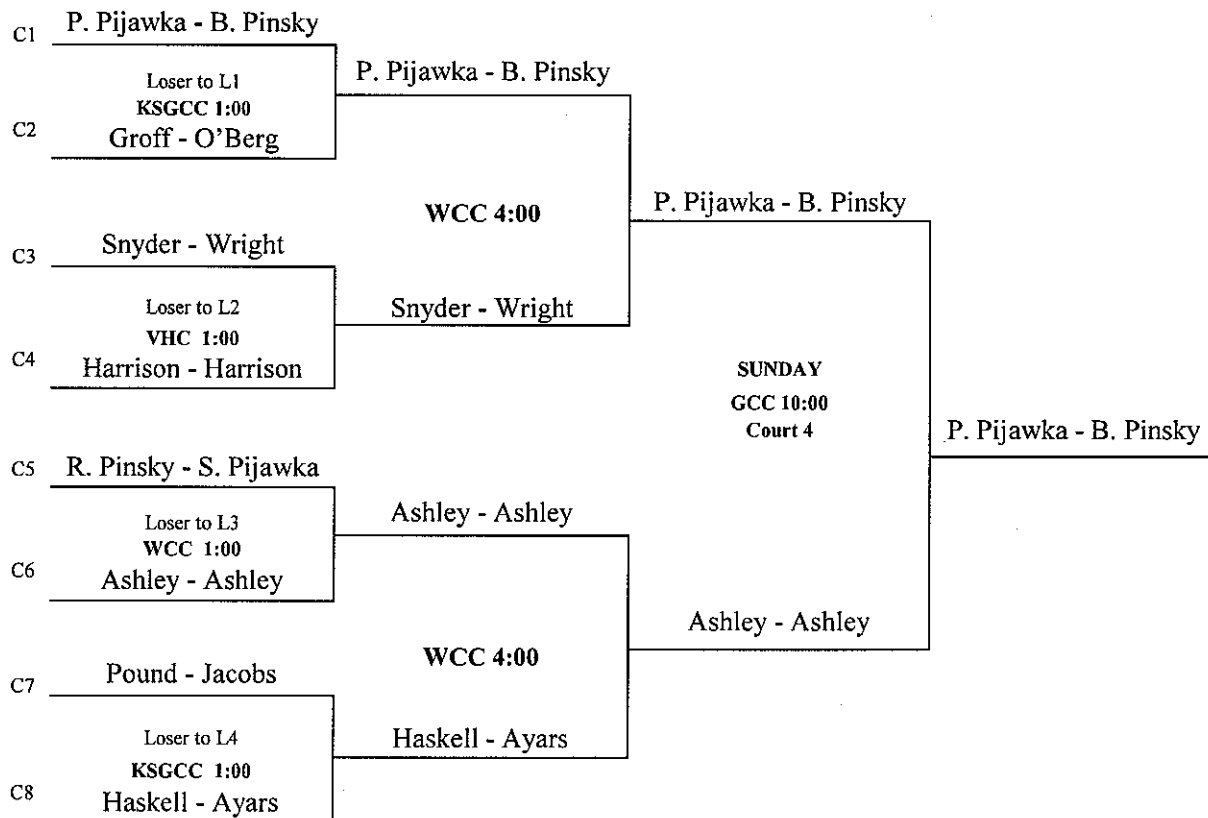 C1 P. Pijawka - B. Pinsky
Loser to L1
KSGCC 1:00
C2 Groff - O'Berg
P. Pijawka - B. Pinsky
C3 Snyder - Wright
Loser to L2
VHC 1:00
C4 Harrison - Harrison
Snyder - Wright
WCC 4:00
P. Pijawka - B. Pinsky
C5 R. Pinsky - S. Pijawka
Loser to L3
WCC 1:00
C6 Ashley - Ashley
Ashley - Ashley
C7 Pound - Jacobs
Loser to L4
KSGCC 1:00
C8 Haskell - Ayars
Haskell - Ayars
WCC 4:00
Ashley - Ashley
SUNDAY
GCC 10:00
Court 4
P. Pijawka - B. Pinsky